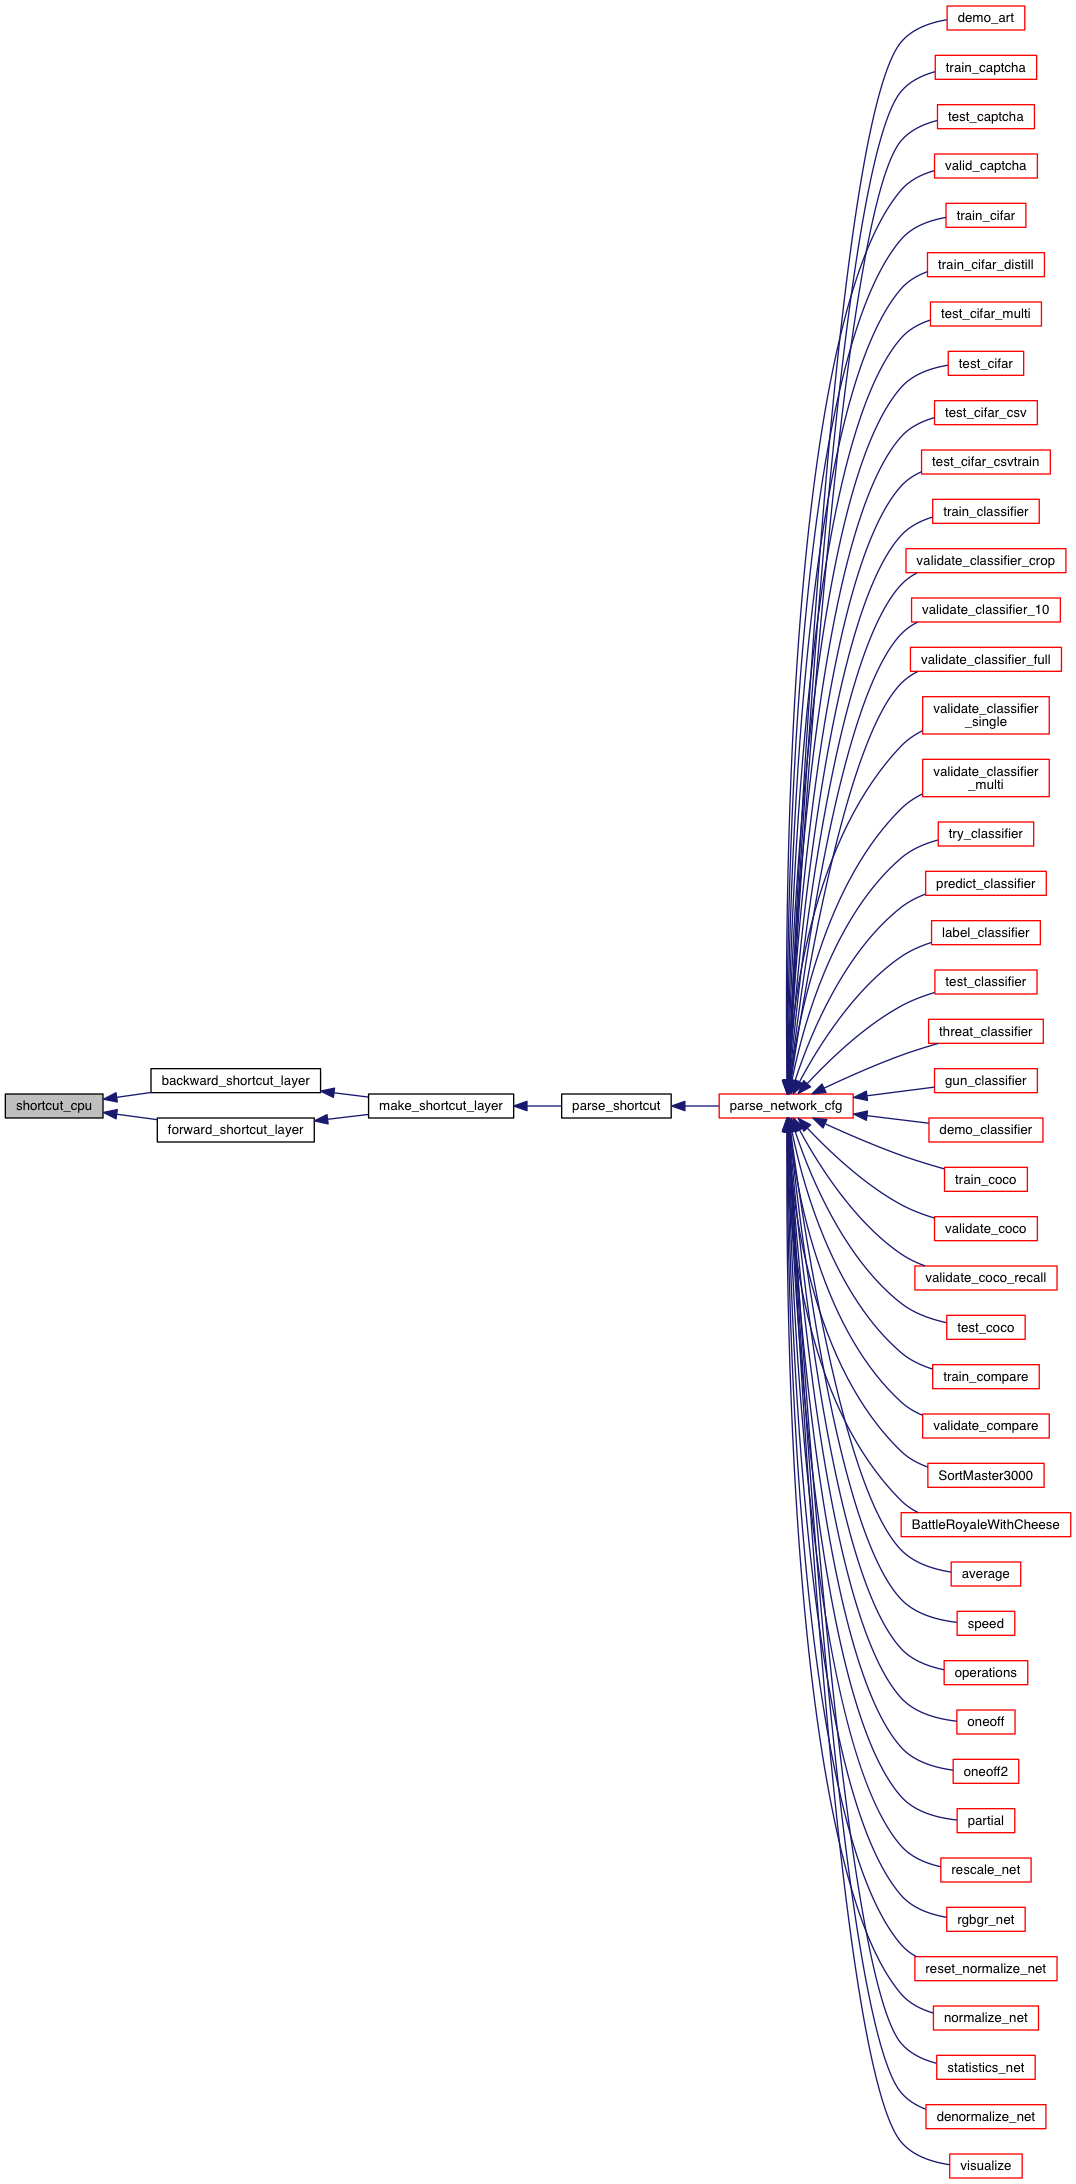 demo_art
train_captcha
test_captcha
valid_captcha
train_cifar
train_cifar_distill
test_cifar_multi
test_cifar
test_cifar_csv
test_cifar_csvtrain
train_classifier
validate_classifier_crop
validate_classifier_10
validate_classifier_full
validate_classifier
_single
validate_classifier
_multi
try_classifier
predict_classifier
label_classifier
test_classifier
threat_classifier
gun_classifier
demo_classifier
train_coco
validate_coco
validate_coco_recall
test_coco
train_compare
validate_compare
SortMaster3000
BattleRoyaleWithCheese
average
speed
operations
oneoff
oneoff2
partial
rescale_net
rgbgr_net
reset_normalize_net
normalize_net
statistics_net
denormalize_net
visualize
shortcut_cpu
backward_shortcut_layer
forward_shortcut_layer
make_shortcut_layer
parse_shortcut
parse_network_cfg